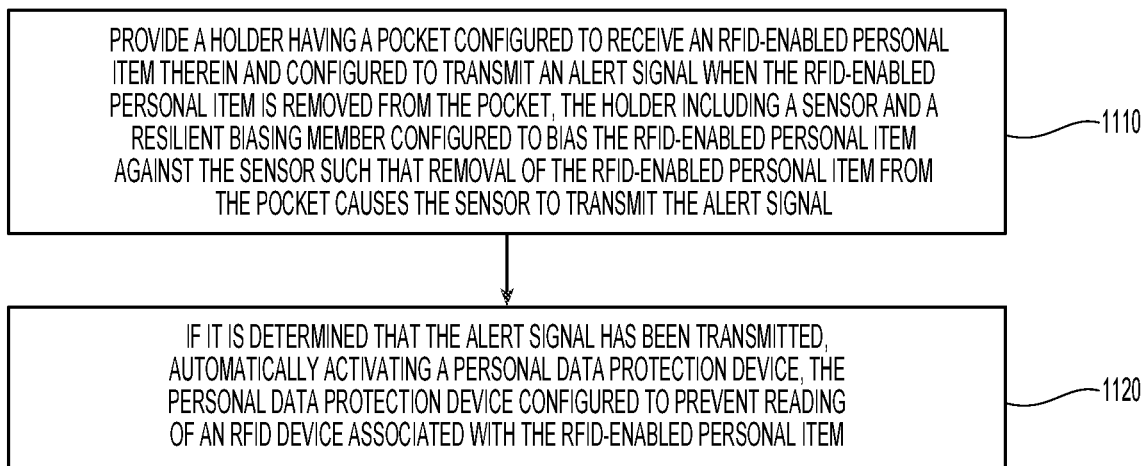 PROVIDE A HOLDER HAVING A POCKET CONFIGURED TO RECEIVE AN RFID-ENABLED PERSONAL
ITEM THEREIN AND CONFIGURED TO TRANSMIT AN ALERT SIGNAL WHEN THE RFID-ENABLED
PERSONAL ITEM IS REMOVED FROM THE POCKET, THE HOLDER INCLUDING A SENSOR AND A
RESILIENT BIASING MEMBER CONFIGURED TO BIAS THE RFID-ENABLED PERSONAL ITEM
AGAINST THE SENSOR SUCH THAT REMOVAL OF THE RFID-ENABLED PERSONAL ITEM FROM
THE POCKET CAUSES THE SENSOR TO TRANSMIT THE ALERT SIGNAL
1110
IF IT IS DETERMINED THAT THE ALERT SIGNAL HAS BEEN TRANSMITTED,
AUTOMATICALLY ACTIVATING A PERSONAL DATA PROTECTION DEVICE, THE
PERSONAL DATA PROTECTION DEVICE CONFIGURED TO PREVENT READING
OF AN RFID DEVICE ASSOCIATED WITH THE RFID-ENABLED PERSONAL ITEM
1120